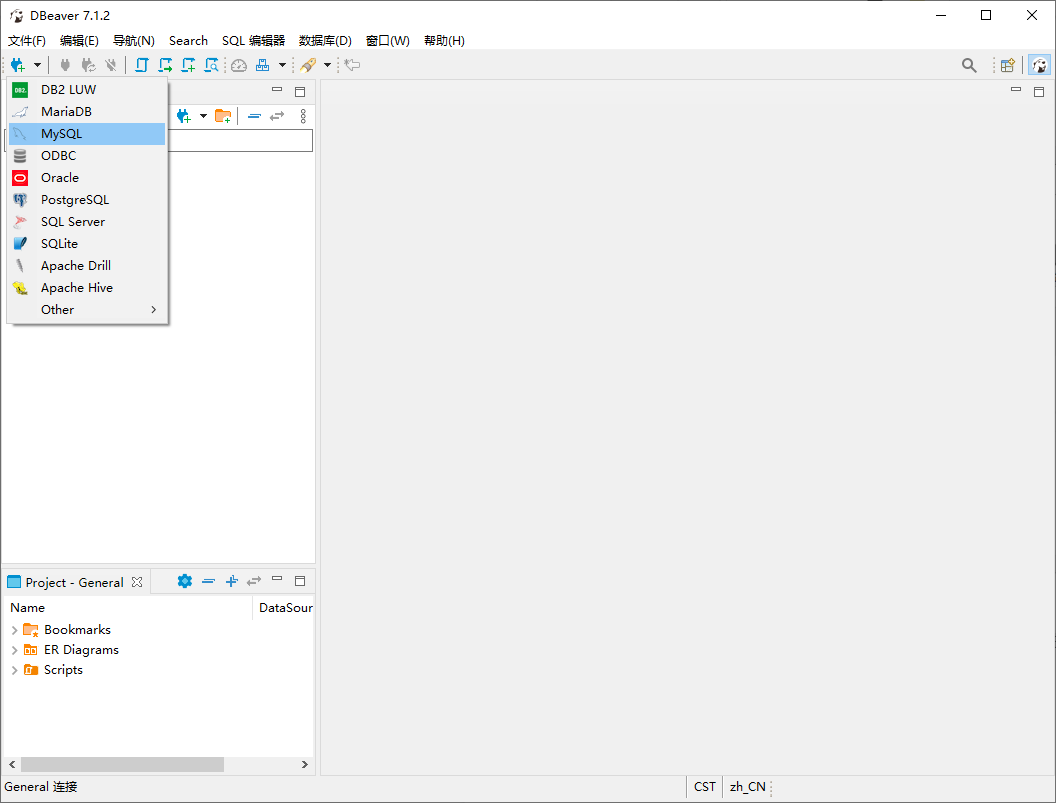 DBeaver 7.1.2
文件(F) 编辑(E) 导航(N) Search SQL 编辑器 数据库(D) 窗口(W) 帮助(H)
DB2. DB2 LUW
MariaDB
MySQL
ODBC
Oracle
PostgreSQL
SQL Server
SQLite
Apache Drill
Apache Hive
Other
Project - General
Name DataSour
Bookmarks
ER Diagrams
Scripts
General 连接 CST zh_CN